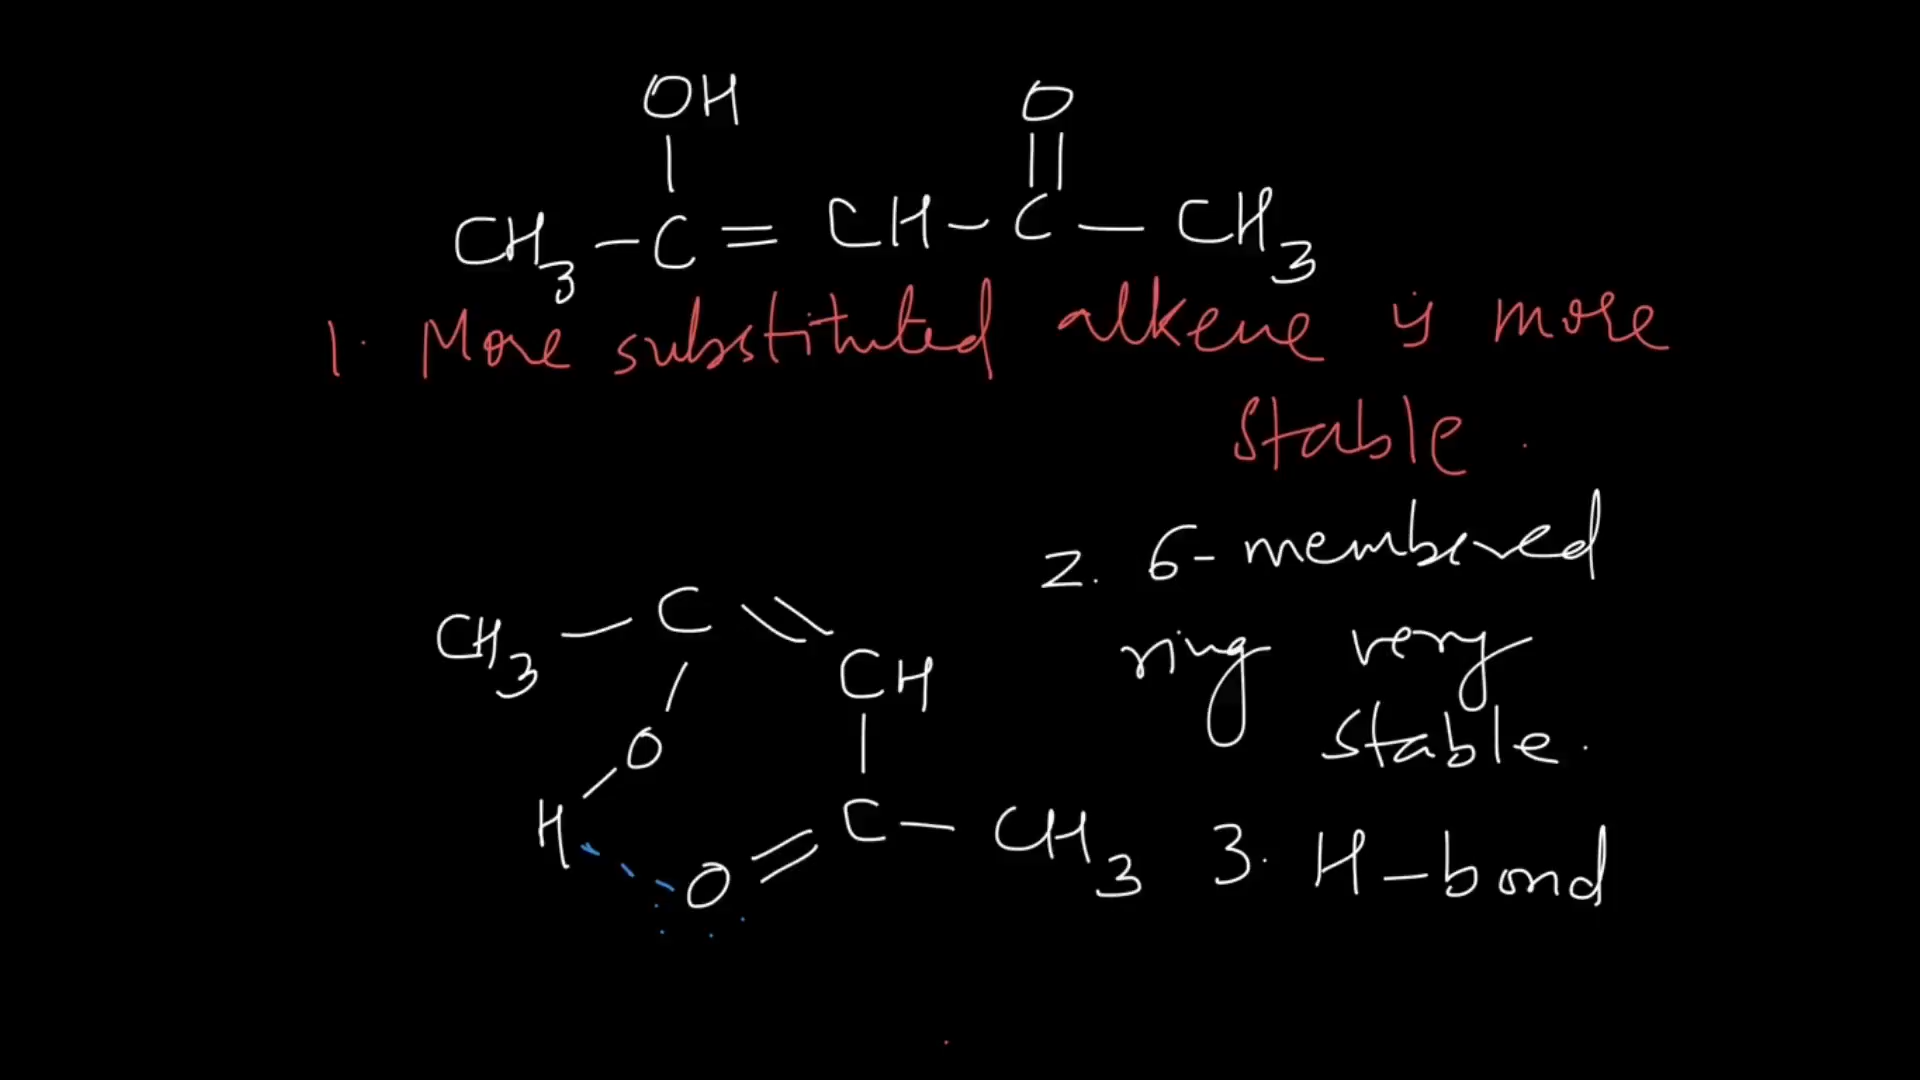 OH O
CH3 - C = CH - C - CH3
1. More substituted alkene is more
stable.
2. 6-membered
ring very
stable.
CH3 - C
CH
O
H
O = C - CH3
3. H-bond